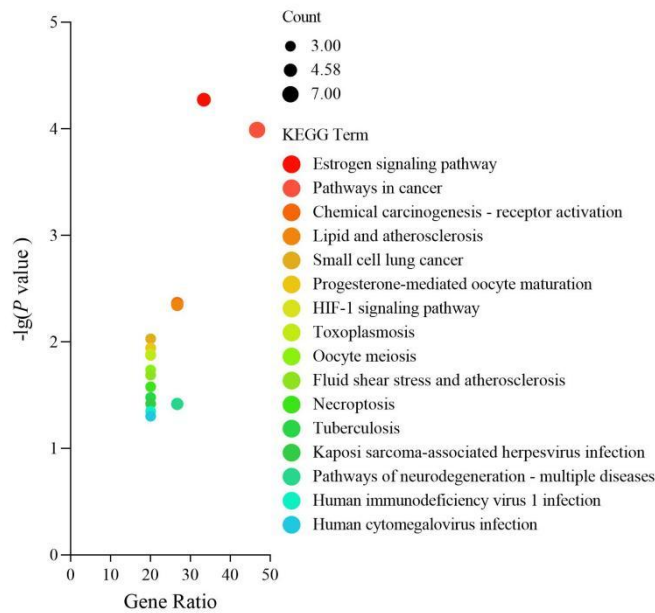 Count
3.00
4.58
7.00
KEGG Term
Estrogen signaling pathway
Pathways in cancer
Chemical carcinogenesis - receptor activation
Lipid and atherosclerosis
Small cell lung cancer
Progesterone-mediated oocyte maturation
HIF-1 signaling pathway
Toxoplasmosis
Oocyte meiosis
Fluid shear stress and atherosclerosis
Necroptosis
Tuberculosis
Kaposi sarcoma-associated herpesvirus infection
Pathways of neurodegeneration - multiple diseases
Human immunodeficiency virus 1 infection
Human cytomegalovirus infection
-lg(P value )
5
4
3
2
1
0
0 10 20 30 40 50
Gene Ratio